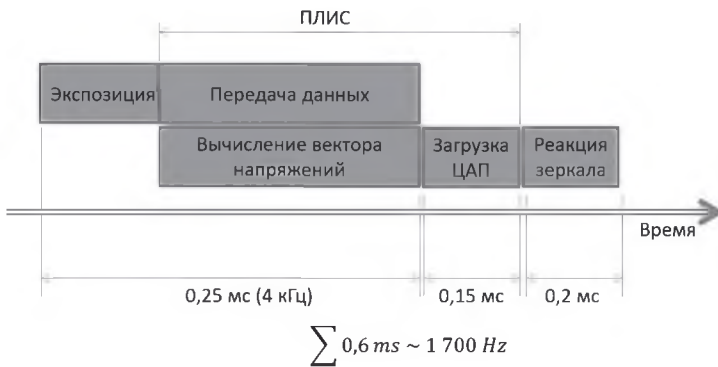 ПЛИС
Экспозиция
Передача данных
Вычисление вектора
напряжений
Загрузка
ЦАП
Реакция
зеркала
Время
0,25 мс (4 кГц)
0,15 мс
0,2 мс
∑ 0,6 ms ~ 1 700 Hz